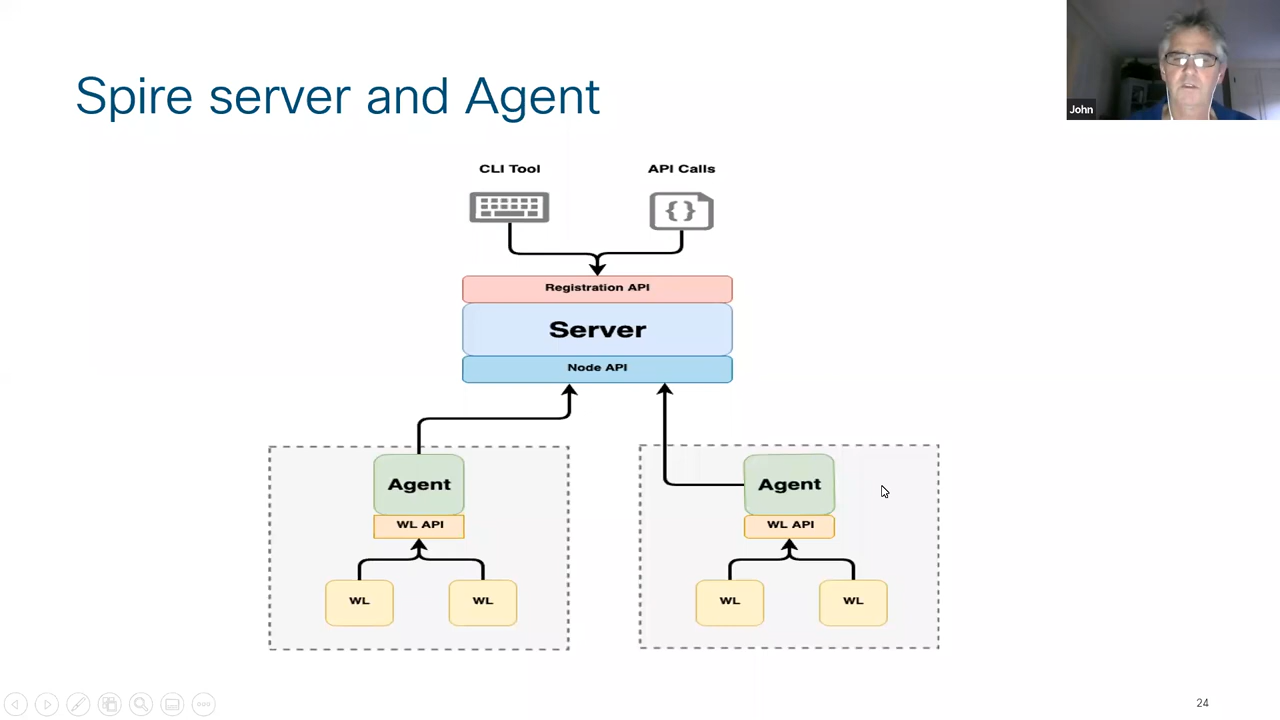 John
Spire server and Agent
CLI Tool
API Calls
{}
Registration API
Server
Node API
Agent
Agent
WL API
WL API
WL
WL
WL
WL
24